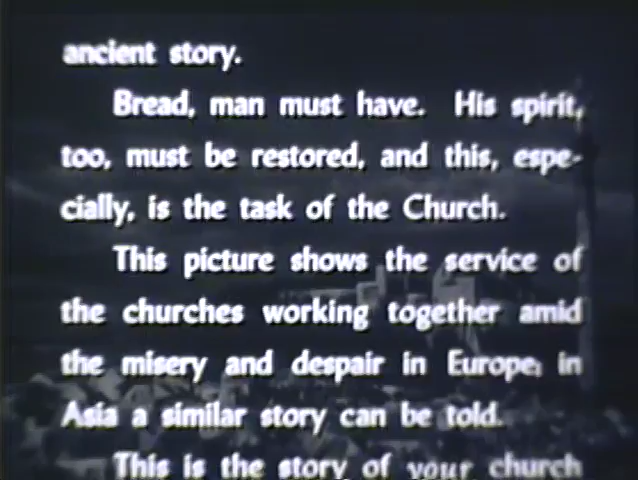 ancient story.
Bread, man must have. His spirit,
too, must be restored, and this, espe-
cially, is the task of the Church.
This picture shows the service of
the churches working together amid
the misery and despair in Europe, in
Asia a similar story can be told.
This is the story of your church